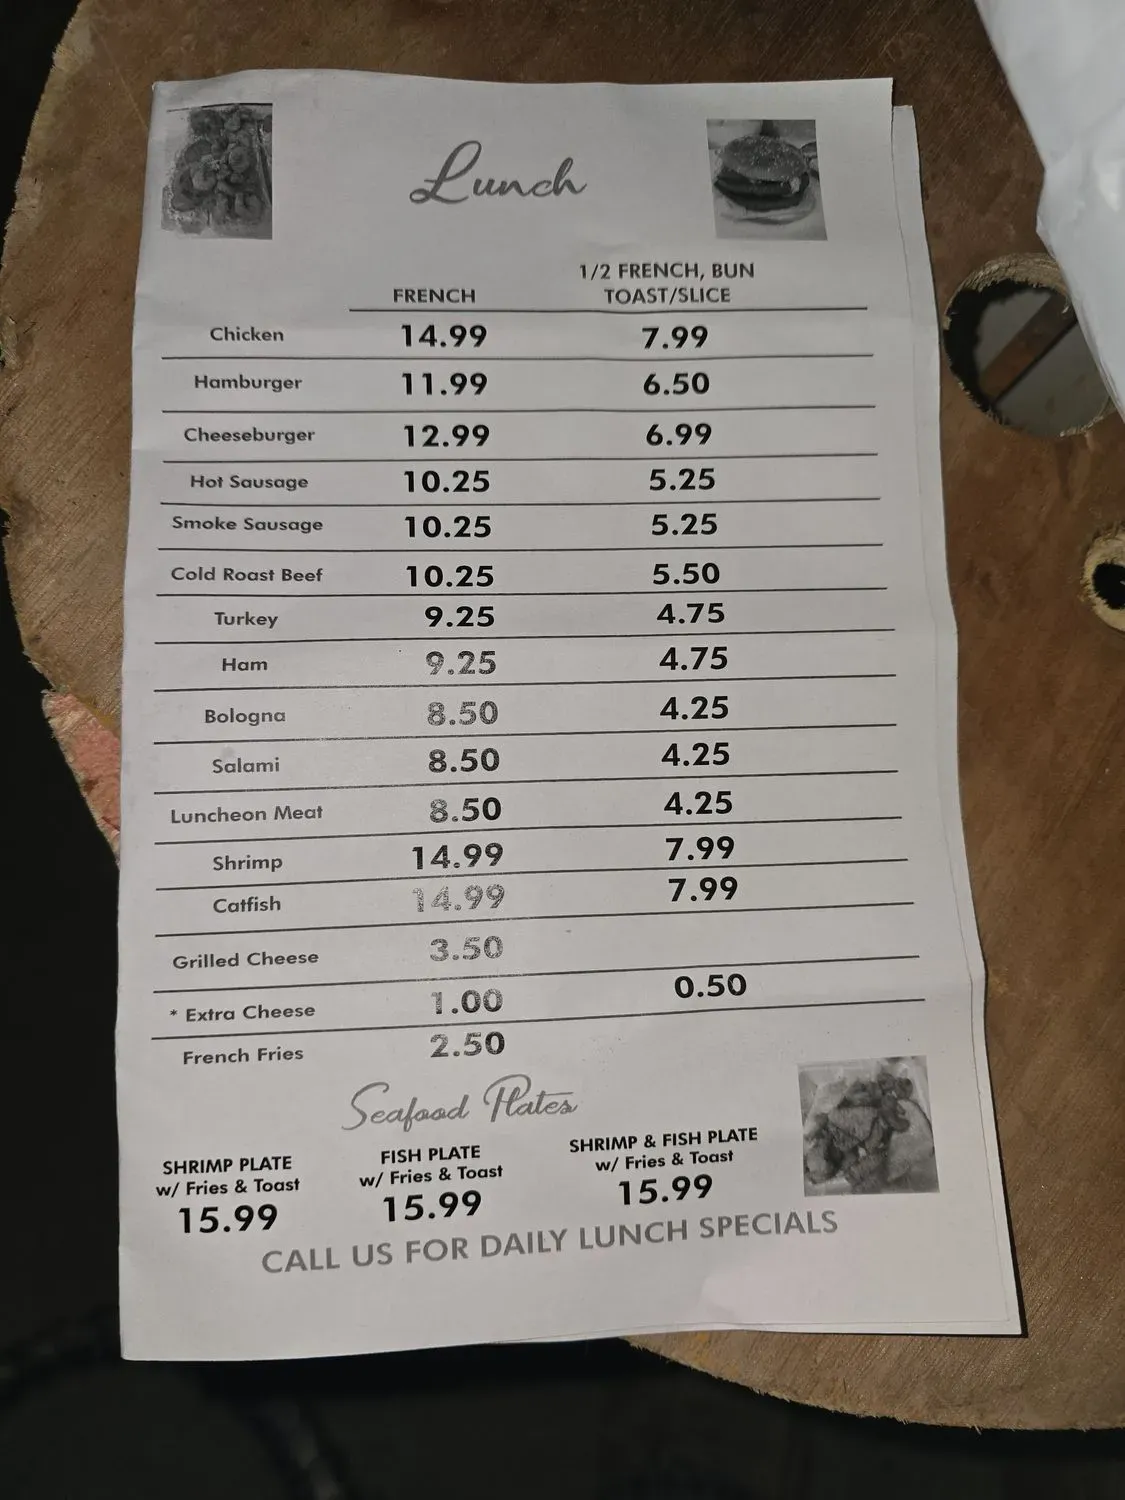 Lunch
1/2 FRENCH, BUN
FRENCH TOAST/SLICE
Chicken 14.99 7.99
Hamburger 11.99 6.50
Cheeseburger 12.99 6.99
Hot Sausage 10.25 5.25
Smoke Sausage 10.25 5.25
Cold Roast Beef 10.25 5.50
Turkey 9.25 4.75
Ham 9.25 4.75
Bologna 8.50 4.25
Salami 8.50 4.25
Luncheon Meat 8.50 4.25
Shrimp 14.99 7.99
Catfish 14.99 7.99
Grilled Cheese 3.50
* Extra Cheese 1.00 0.50
French Fries 2.50
Seafood Plates
SHRIMP PLATE
w/ Fries & Toast
15.99
FISH PLATE
w/ Fries & Toast
15.99
SHRIMP & FISH PLATE
w/ Fries & Toast
15.99
CALL US FOR DAILY LUNCH SPECIALS